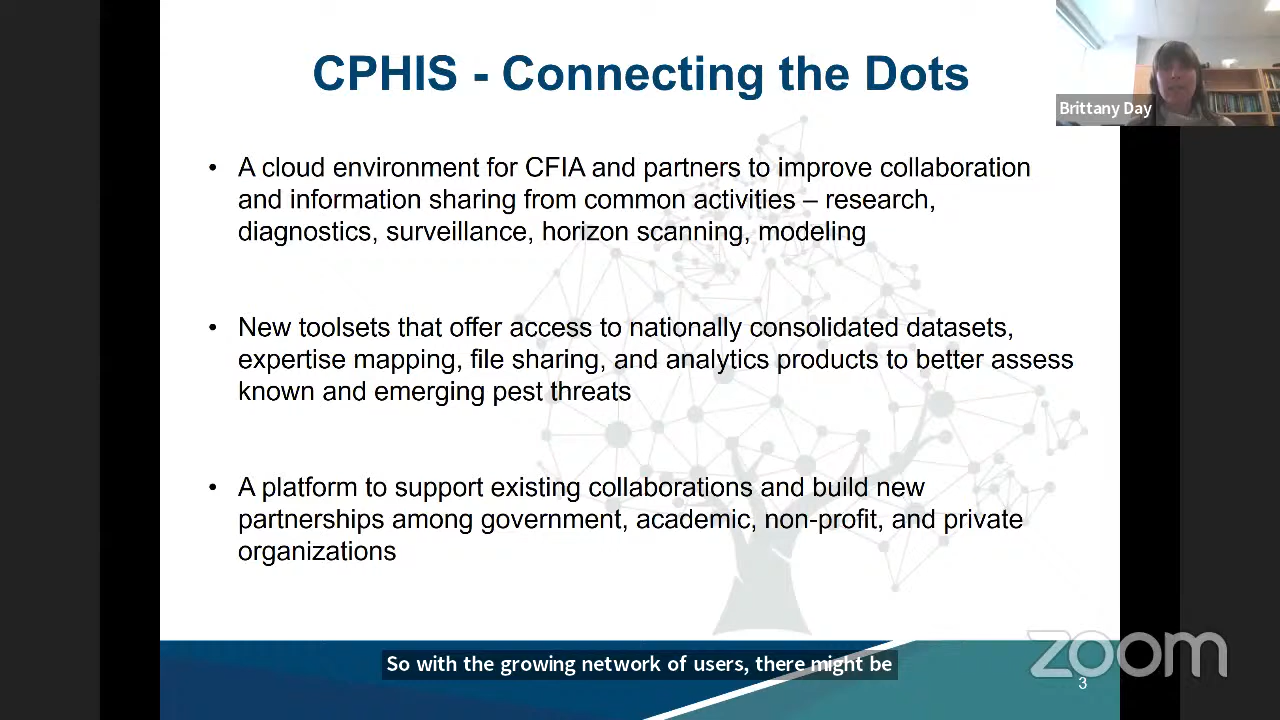 CPHIS - Connecting the Dots
Brittany Day
• A cloud environment for CFIA and partners to improve collaboration
and information sharing from common activities – research,
diagnostics, surveillance, horizon scanning, modeling
• New toolsets that offer access to nationally consolidated datasets,
expertise mapping, file sharing, and analytics products to better assess
known and emerging pest threats
• A platform to support existing collaborations and build new
partnerships among government, academic, non-profit, and private
organizations
So with the growing network of users, there might be
zoom
3